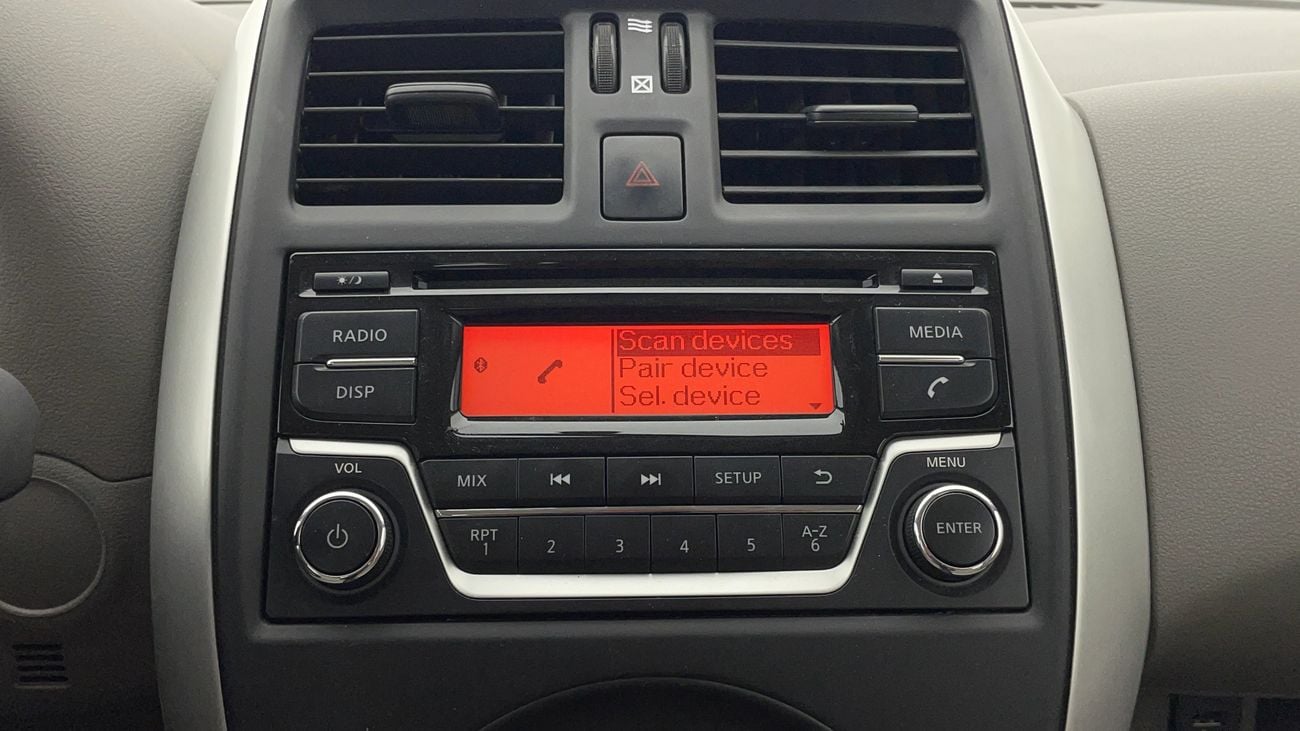 RADIO
DISP
Scan devices
Pair device
Sel. device
MEDIA
VOL
MIX
SETUP
MENU
RPT
1
2
3
4
5
A-Z
6
ENTER